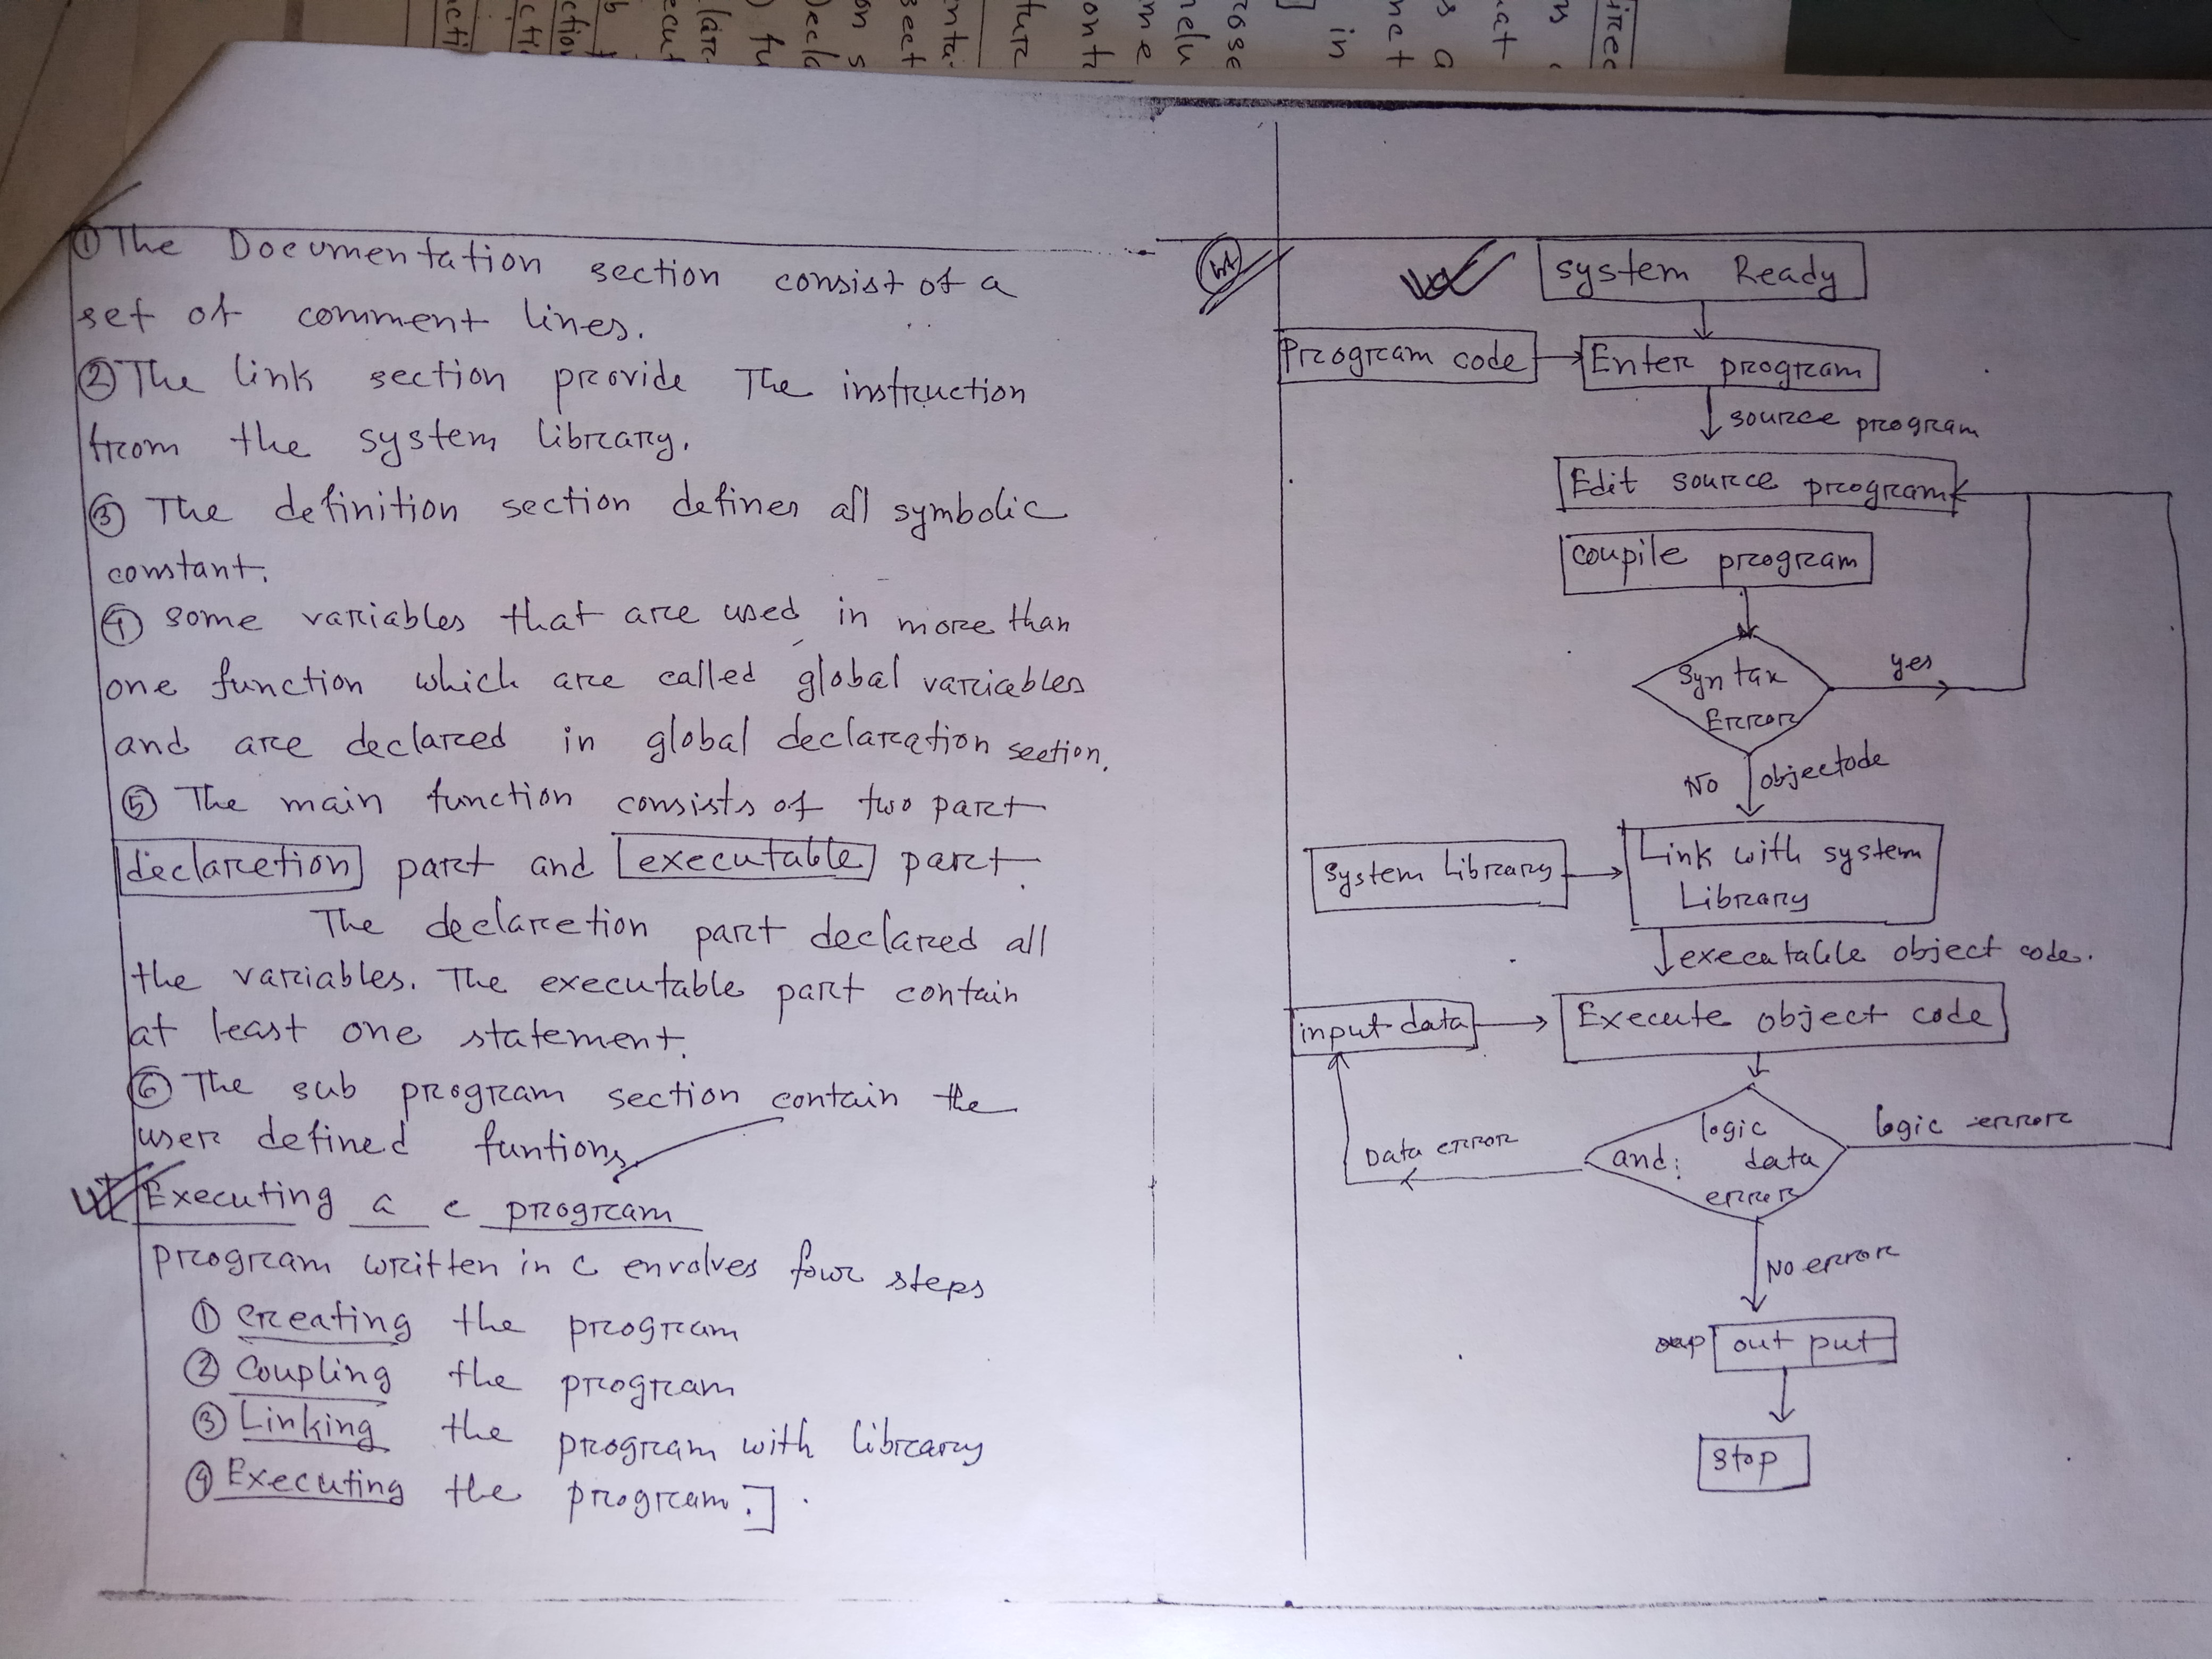 ① The Documentation section consist of a
set of comment lines.
② The link section provide The instruction
from the system library.
③ The definition section defines all symbolic
constant.
④ some variables that are used in more than
one function which are called global variables
and are declared in global declaration section.
⑤ The main function consists of two part
declaretion part and executable part.
The declaretion part declared all
the variables. The executable part contain
at least one statement.
⑥ The sub program section contain the
user defined funtions
Executing a c program
program written in c envolves four steps
① creating the program
② Coupling the program
③ Linking the program with library
④ Executing the program.]
system Ready
Program code
Enter program
source program
Edit source program
coupile program
Syntax
Error
yes
No
objectode
System Library
Link with system
Library
executable object code.
input data
Execute object code
logic
and data
error
logic error
Data error
No error
out put
stop